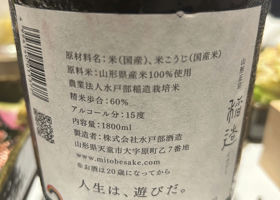 原材料名：米（国産）、米こうじ（国産米）
原料米：山形県産米100％使用
農業法人水戸部稲造栽培米
精米歩合：60％
アルコール分：15度
内容量：1800ml
製造者：株式会社水戸部酒造
山形県天童市大字原町乙7番地
www.mitobesake.com
※お酒は20歳になってから
人生は、遊びだ。
山形正宗
稲造